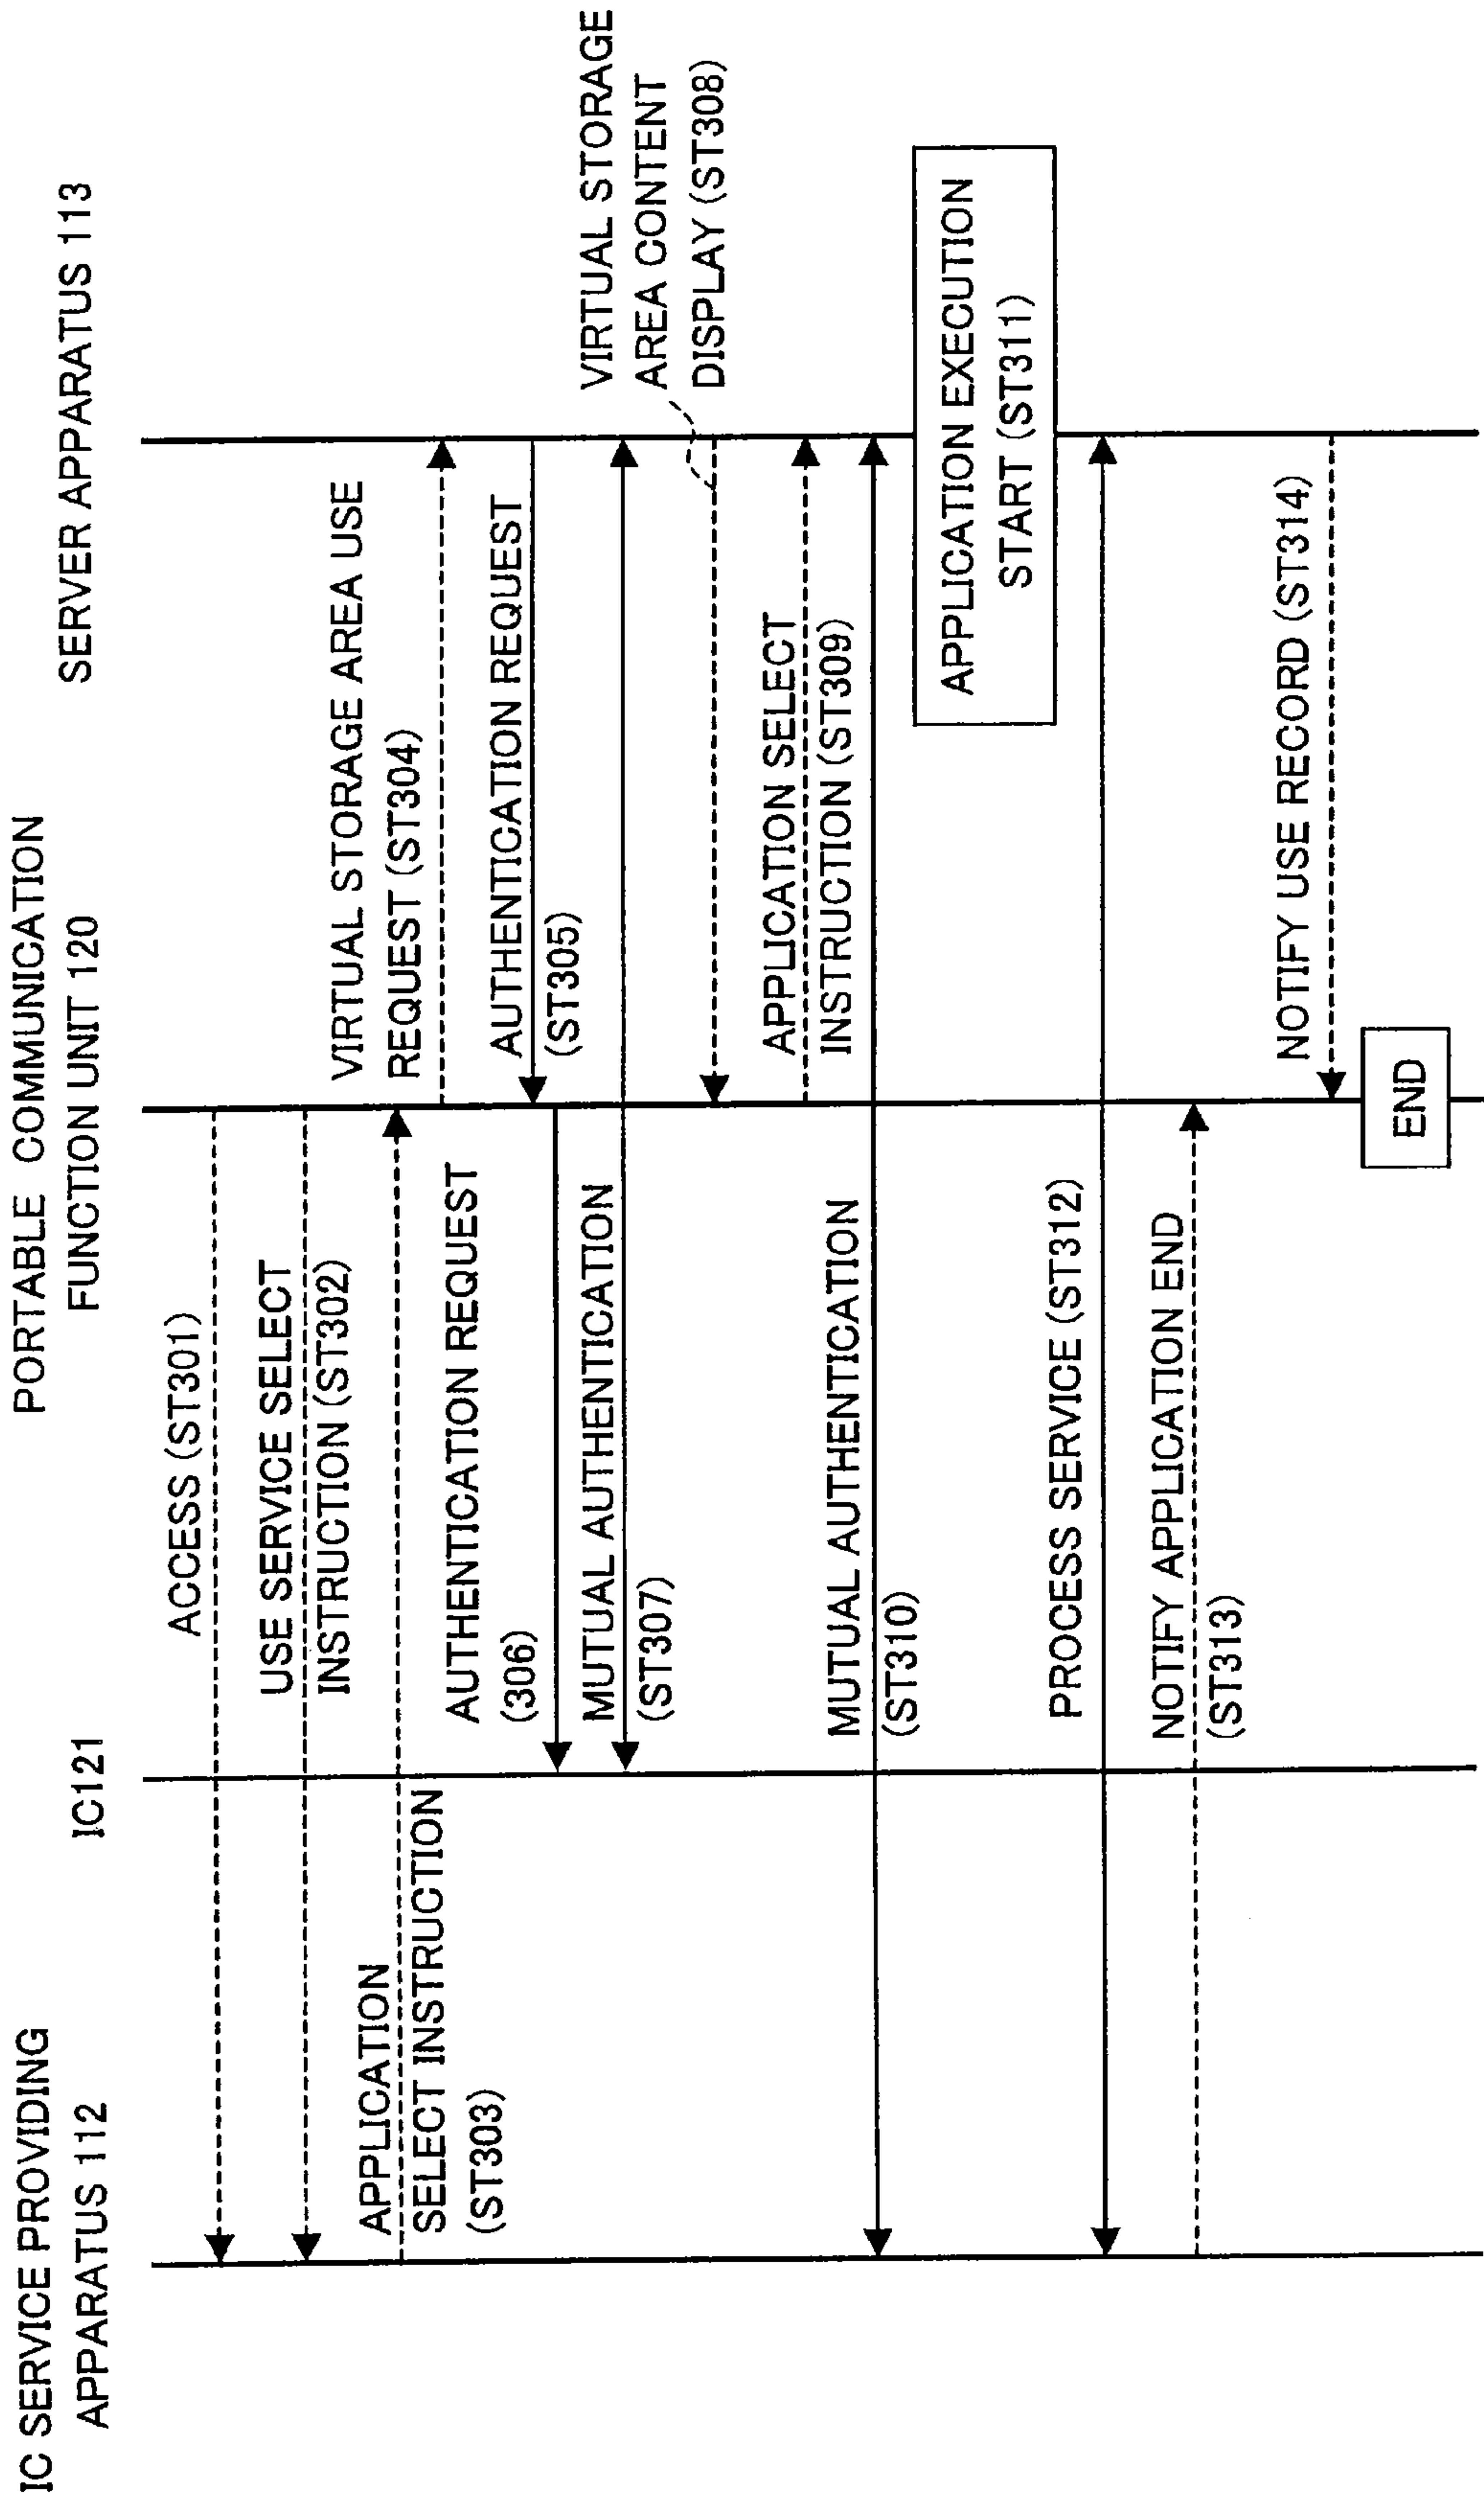 IC SERVICE PROVIDING
APPARATUS 112
IC121
PORTABLE COMMUNICATION
FUNCTION UNIT 120
SERVER APPARATUS 113
ACCESS (ST301)
USE SERVICE SELECT
INSTRUCTION (ST302)
APPLICATION
SELECT INSTRUCTION
(ST303)
VIRTUAL STORAGE AREA USE
REQUEST (ST304)
AUTHENTICATION REQUEST
(ST305)
AUTHENTICATION REQUEST
(306)
MUTUAL AUTHENTICATION
(ST307)
VIRTUAL STORAGE
AREA CONTENT
DISPLAY (ST308)
APPLICATION SELECT
INSTRUCTION (ST309)
MUTUAL AUTHENTICATION
(ST310)
APPLICATION EXECUTION
START (ST311)
PROCESS SERVICE (ST312)
NOTIFY APPLICATION END
(ST313)
NOTIFY USE RECORD (ST314)
END